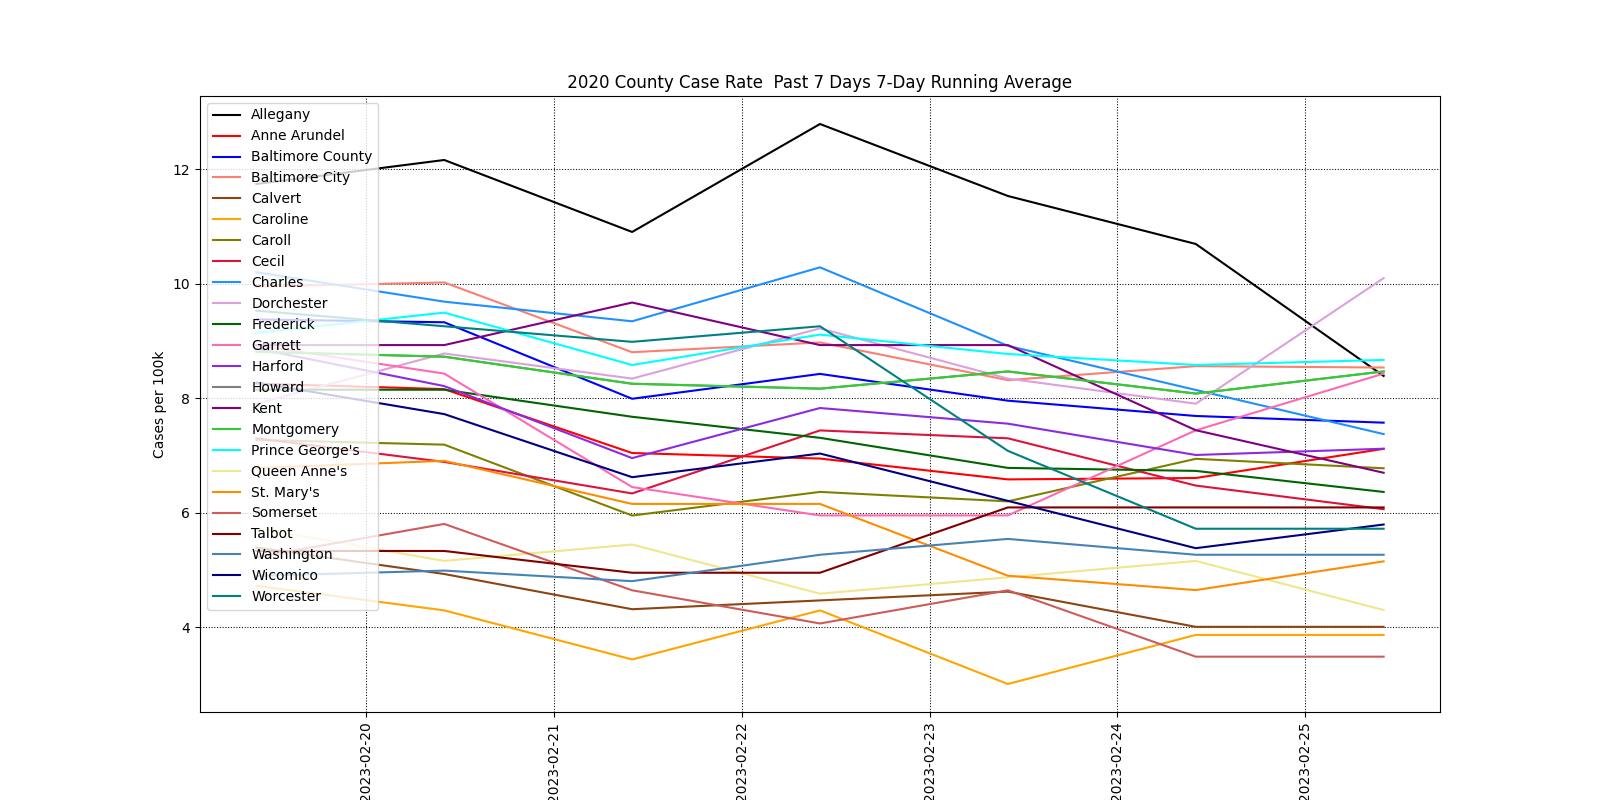 2020 County Case Rate  Past 7 Days 7-Day Running Average
Cases per 100k
12
10
8
6
4
Allegany
Anne Arundel
Baltimore County
Baltimore City
Calvert
Caroline
Caroll
Cecil
Charles
Dorchester
Frederick
Garrett
Harford
Howard
Kent
Montgomery
Prince George's
Queen Anne's
St. Mary's
Somerset
Talbot
Washington
Wicomico
Worcester
2023-02-20
2023-02-21
2023-02-22
2023-02-23
2023-02-24
2023-02-25